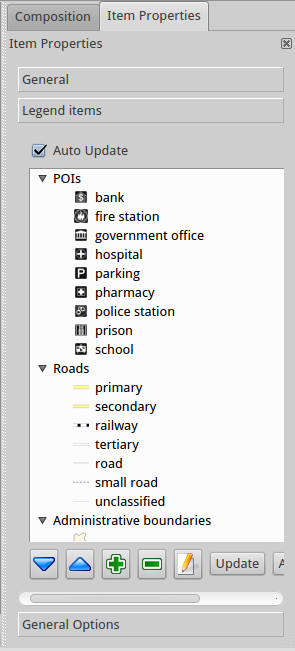 Composition Item Properties
Item Properties
General
Legend items
Auto Update
POIs
bank
fire station
government office
hospital
parking
pharmacy
police station
prison
school
Roads
primary
secondary
railway
tertiary
road
small road
unclassified
Administrative boundaries
Update A
General Options